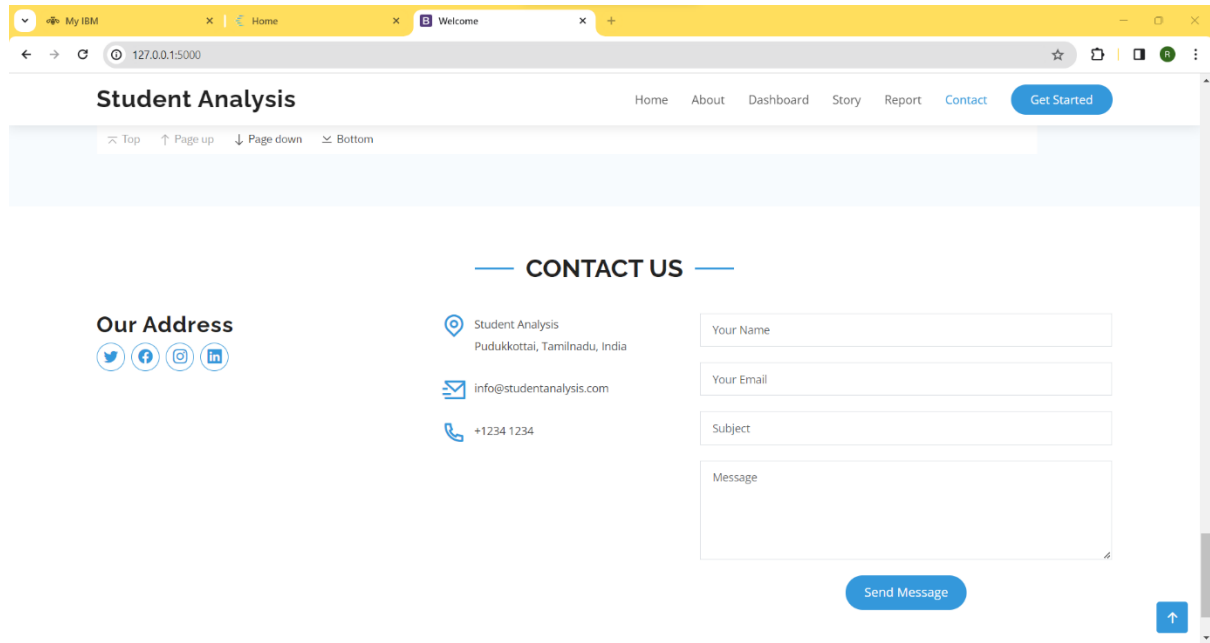 My IBM Home Welcome
127.0.0.1:5000 R
Student Analysis Home About Dashboard Story Report Contact Get Started
Top Page up Page down Bottom
CONTACT US
Our Address
Student Analysis
Pudukkottai, Tamilnadu, India
info@studentanalysis.com
+1234 1234
Your Name
Your Email
Subject
Message
Send Message